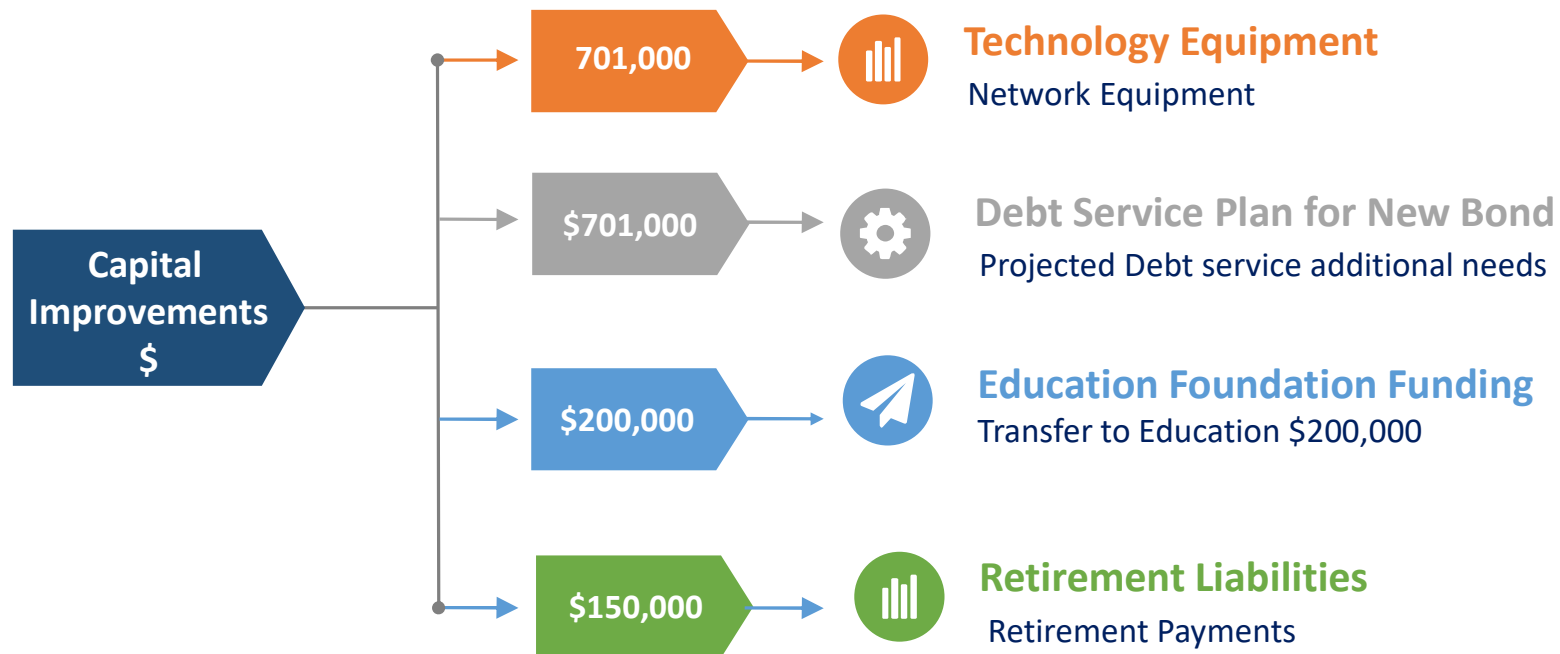 Capital
Improvements
$
701,000
Technology Equipment
Network Equipment
$701,000
Debt Service Plan for New Bond
Projected Debt service additional needs
$200,000
Education Foundation Funding
Transfer to Education $200,000
$150,000
Retirement Liabilities
Retirement Payments